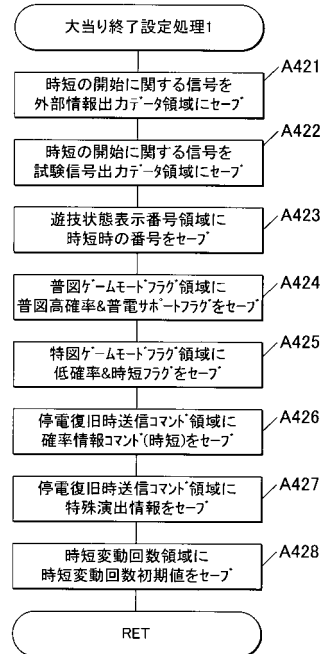 大当り終了設定処理1
A421
時短の開始に関する信号を
外部情報出力ﾃﾞｰﾀ領域にｾｰﾌﾞ
A422
時短の開始に関する信号を
試験信号出力ﾃﾞｰﾀ領域にｾｰﾌﾞ
A423
遊技状態表示番号領域に
時短時の番号をｾｰﾌﾞ
A424
普図ｹﾞｰﾑﾓｰﾄﾞﾌﾗｸﾞ領域に
普図高確率&普電ｻﾎﾟｰﾄﾌﾗｸﾞをｾｰﾌﾞ
A425
特図ｹﾞｰﾑﾓｰﾄﾞﾌﾗｸﾞ領域に
低確率&時短ﾌﾗｸﾞをｾｰﾌﾞ
A426
停電復旧時送信ｺﾏﾝﾄﾞ領域に
確率情報ｺﾏﾝﾄﾞ(時短)をｾｰﾌﾞ
A427
停電復旧時送信ｺﾏﾝﾄﾞ領域に
特殊演出情報をｾｰﾌﾞ
A428
時短変動回数領域に
時短変動回数初期値をｾｰﾌﾞ
RET